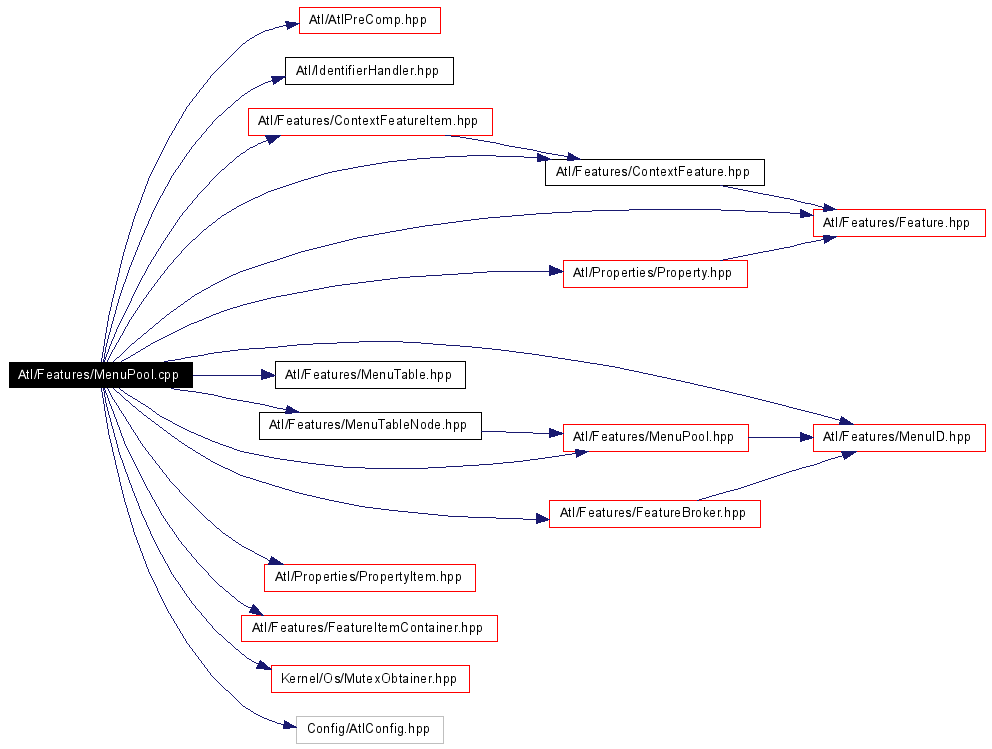 Atl/AtlPreComp.hpp
Atl/IdentifierHandler.hpp
Atl/Features/ContextFeatureItem.hpp
Atl/Features/ContextFeature.hpp
Atl/Features/Feature.hpp
Atl/Properties/Property.hpp
Atl/Features/MenuPool.cpp
Atl/Features/MenuTable.hpp
Atl/Features/MenuTableNode.hpp
Atl/Features/MenuPool.hpp
Atl/Features/MenuID.hpp
Atl/Features/FeatureBroker.hpp
Atl/Properties/PropertyItem.hpp
Atl/Features/FeatureItemContainer.hpp
Kernel/Os/MutexObtainer.hpp
Config/AtlConfig.hpp